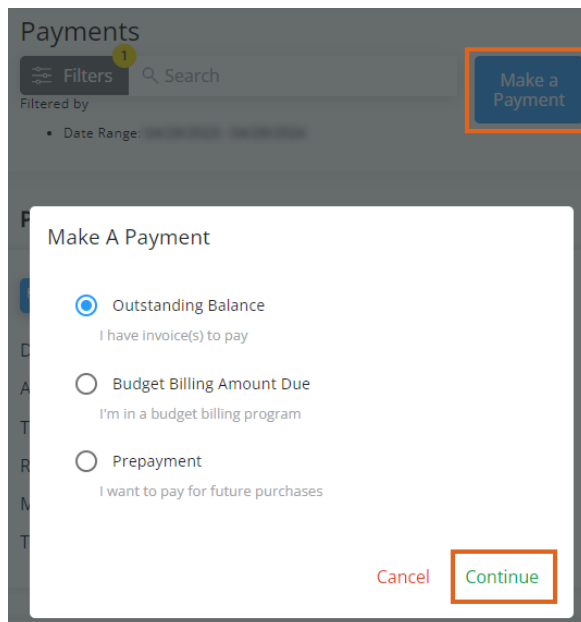 Payments
1
Filters
Search
Make a
Payment
Filtered by
• Date Range:
P
Make A Payment
Outstanding Balance
I have invoice(s) to pay
D
Budget Billing Amount Due
A
I'm in a budget billing program
T
Prepayment
R
I want to pay for future purchases
M
T
Cancel
Continue